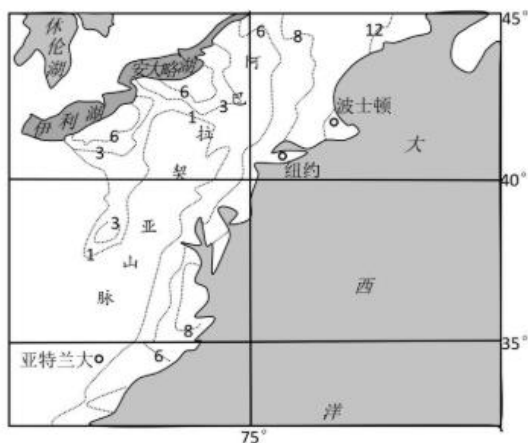 45°
休伦湖
安大略湖
6
8
12
阿
巴
拉
契
亚
山
脉
伊利湖
6
3
1
波士顿
大
6
3
纽约
40°
3
1
西
8
6
35°
亚特兰大
洋
75°